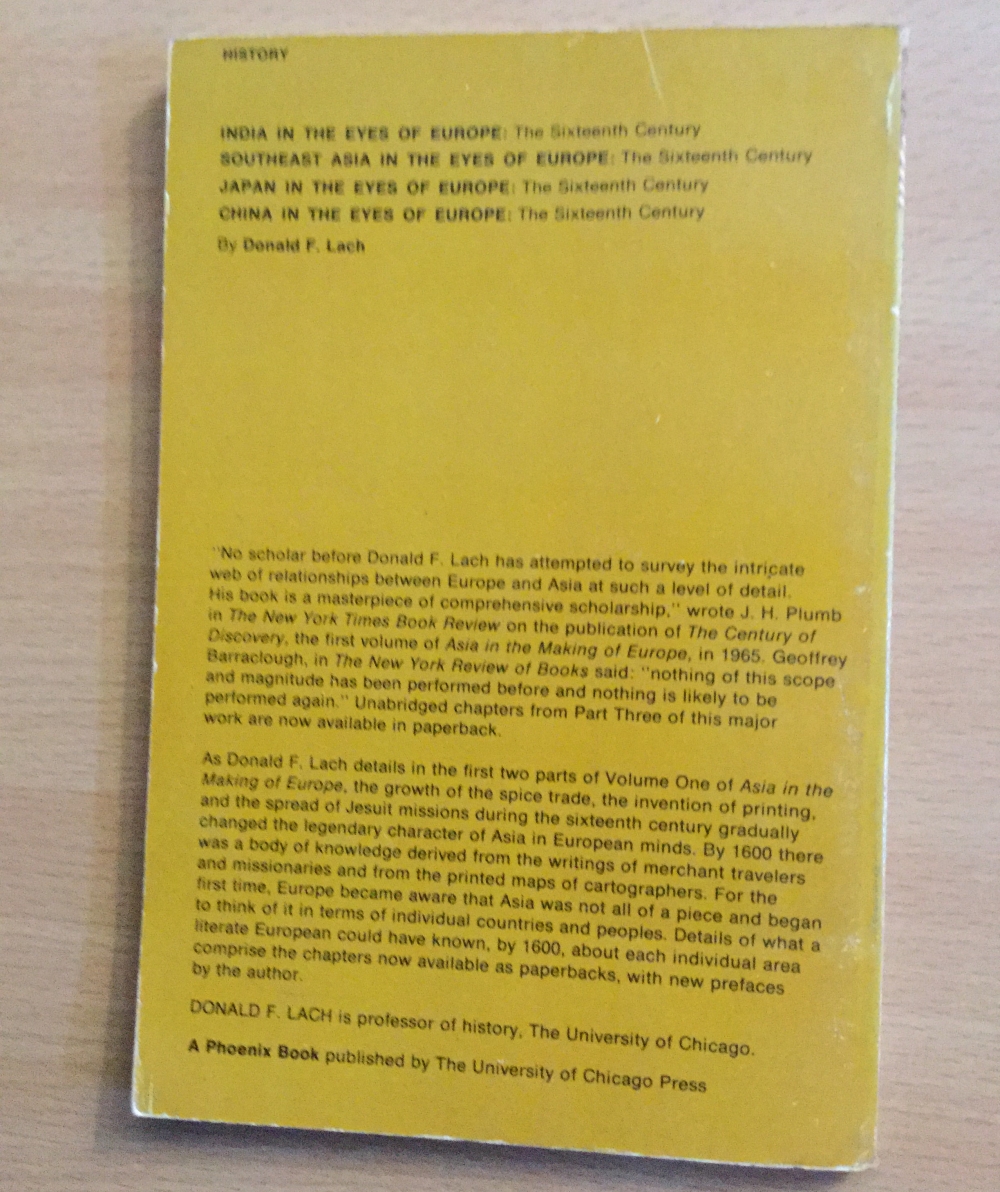 HISTORY
INDIA IN THE EYES OF EUROPE: The Sixteenth Century
SOUTHEAST ASIA IN THE EYES OF EUROPE: The Sixteenth Century
JAPAN IN THE EYES OF EUROPE: The Sixteenth Century
CHINA IN THE EYES OF EUROPE: The Sixteenth Century
By Donald F. Lach
"No scholar before Donald F. Lach has attempted to survey the intricate
web of relationships between Europe and Asia at such a level of detail.
His book is a masterpiece of comprehensive scholarship," wrote J. H. Plumb
in The New York Times Book Review on the publication of The Century of
Discovery, the first volume of Asia in the Making of Europe, in 1965. Geoffrey
Barraclough, in The New York Review of Books said: "nothing of this scope
and magnitude has been performed before and nothing is likely to be
performed again." Unabridged chapters from Part Three of this major
work are now available in paperback.
As Donald F. Lach details in the first two parts of Volume One of Asia in the
Making of Europe, the growth of the spice trade, the invention of printing,
and the spread of Jesuit missions during the sixteenth century gradually
changed the legendary character of Asia in European minds. By 1600 there
was a body of knowledge derived from the writings of merchant travelers
and missionaries and from the printed maps of cartographers. For the
first time, Europe became aware that Asia was not all of a piece and began
to think of it in terms of individual countries and peoples. Details of what a
literate European could have known, by 1600, about each individual area
comprise the chapters now available as paperbacks, with new prefaces
by the author.
DONALD F. LACH is professor of history, The University of Chicago.
A Phoenix Book published by The University of Chicago Press